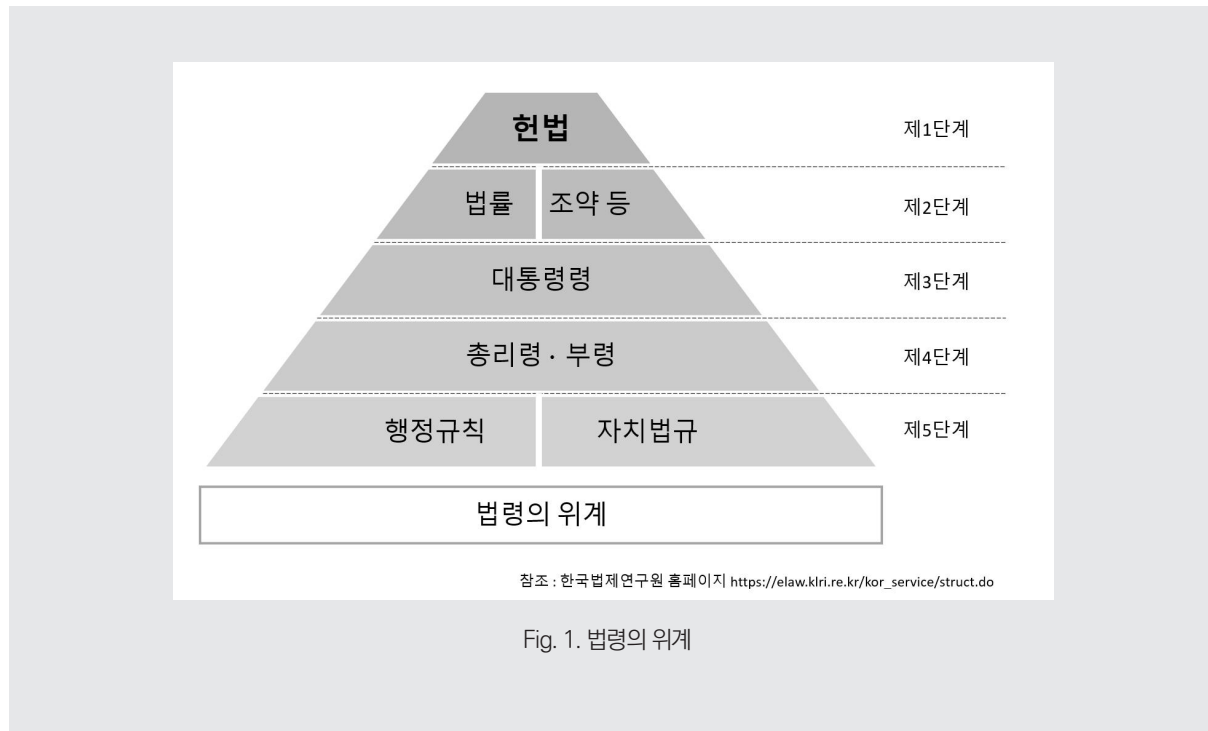 헌법
제1단계
법률 조약 등
제2단계
대통령령
제3단계
총리령 · 부령
제4단계
행정규칙 자치법규
제5단계
법령의 위계
참조 : 한국법제연구원 홈페이지 https://elaw.klri.re.kr/kor_service/struct.do
Fig. 1. 법령의 위계